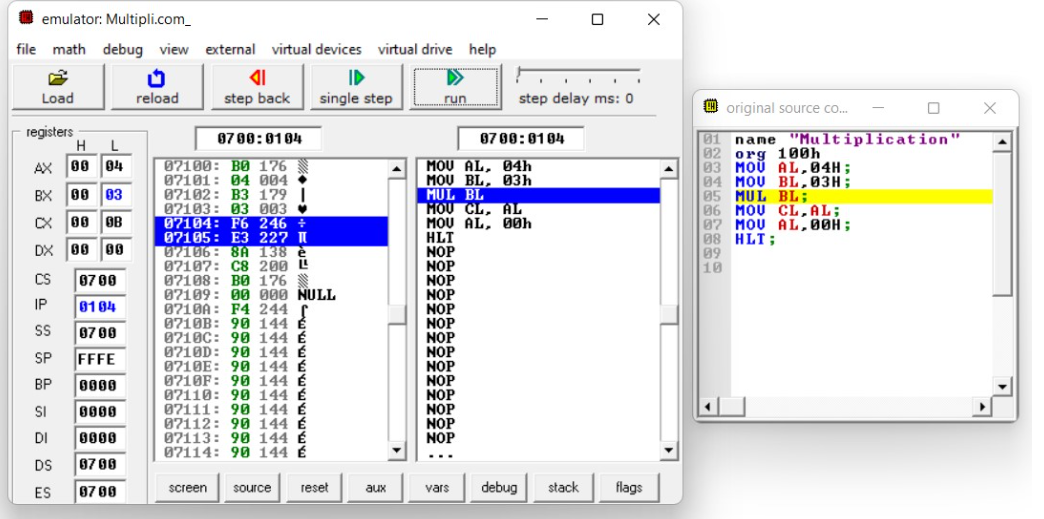 emulator: Multipli.com_
file math debug view external virtual devices virtual drive help
Load reload step back single step run step delay ms: 0
registers
H L
AX 00 04
BX 00 03
CX 00 0B
DX 00 00
CS 0700
IP 0104
SS 0700
SP FFFE
BP 0000
SI 0000
DI 0000
DS 0700
ES 0700
0700:0104
07100: B0 176 ▒
07101: 04 004 ♦
07102: B3 179 │
07103: 03 003 ♥
07104: F6 246 ÷
07105: E3 227 π
07106: 8A 138 è
07107: C8 200 ╚
07108: B0 176 ▒
07109: 00 000 NULL
0710A: F4 244 ⌠
0710B: 90 144 É
0710C: 90 144 É
0710D: 90 144 É
0710E: 90 144 É
0710F: 90 144 É
07110: 90 144 É
07111: 90 144 É
07112: 90 144 É
07113: 90 144 É
07114: 90 144 É
0700:0104
MOV AL, 04h
MOV BL, 03h
MUL BL
MOV CL, AL
MOV AL, 00h
HLT
NOP
NOP
NOP
NOP
NOP
NOP
NOP
NOP
NOP
NOP
NOP
NOP
NOP
NOP
...
screen source reset aux vars debug stack flags
original source co...
01 name "Multiplication"
02 org 100h
03 MOV AL,04H;
04 MOV BL,03H;
05 MUL BL;
06 MOV CL,AL;
07 MOV AL,00H;
08 HLT;
09
10